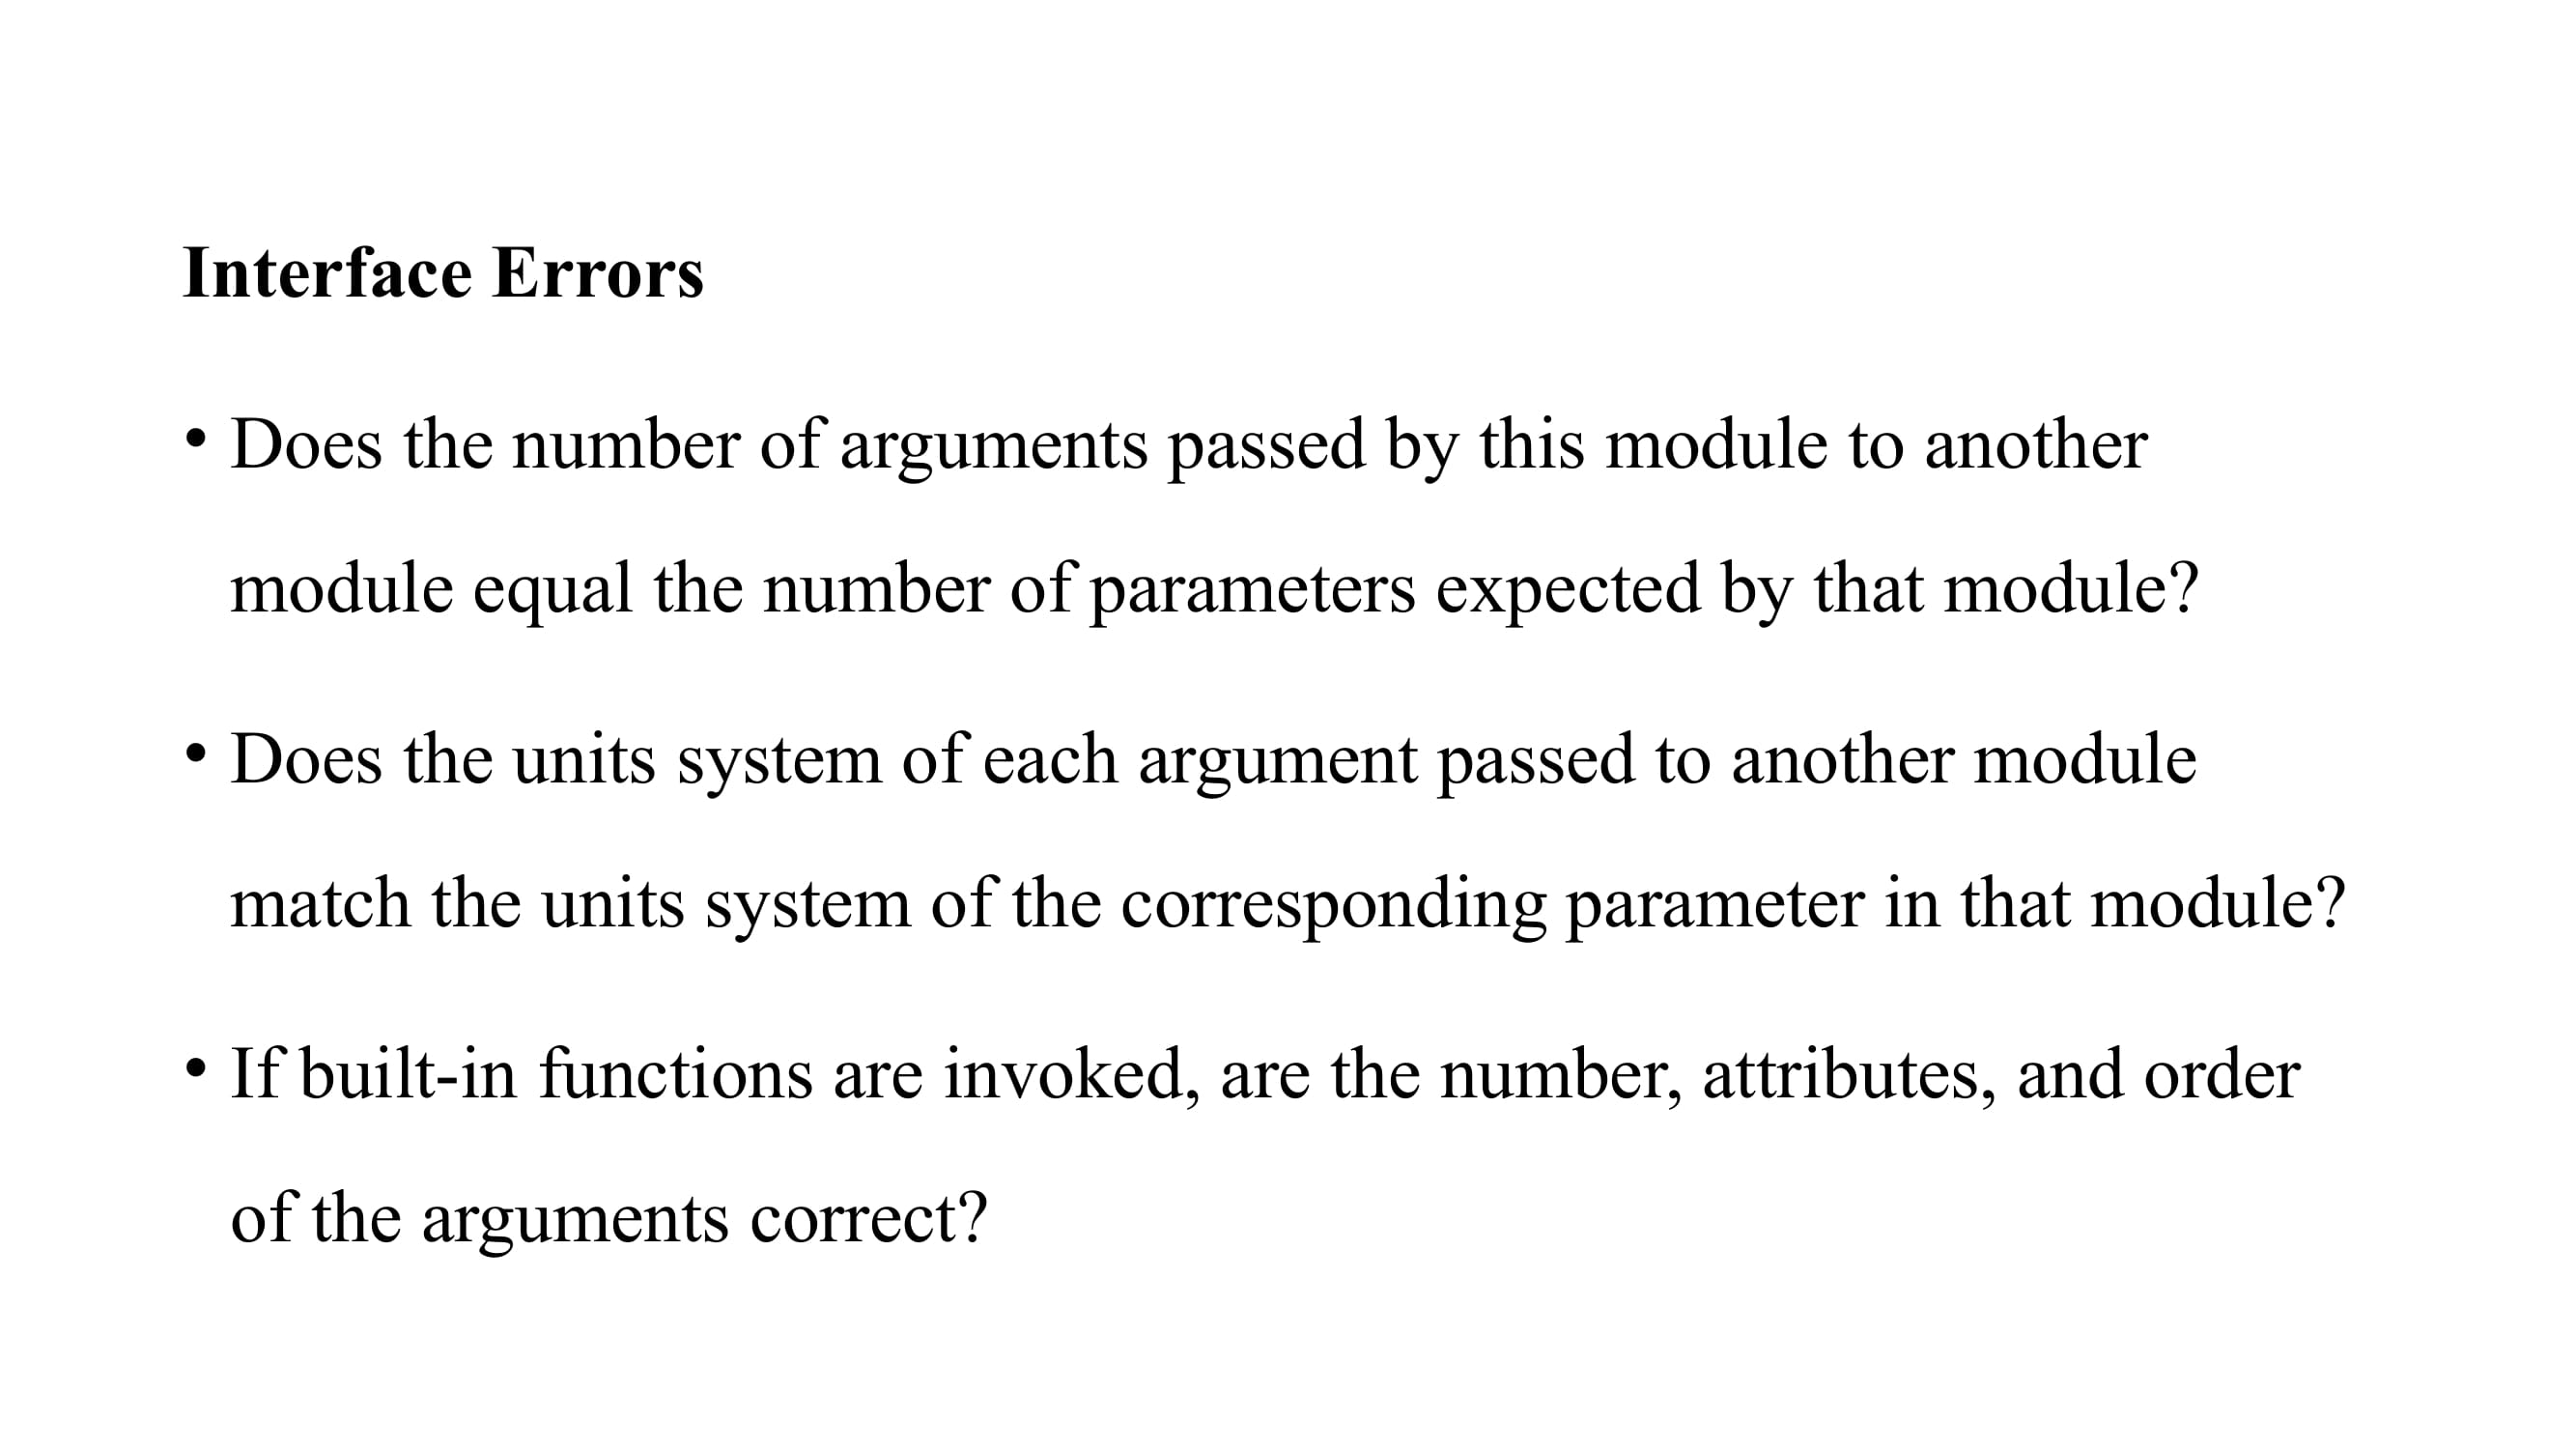 Interface Errors
• Does the number of arguments passed by this module to another
module equal the number of parameters expected by that module?
• Does the units system of each argument passed to another module
match the units system of the corresponding parameter in that module?
• If built-in functions are invoked, are the number, attributes, and order
of the arguments correct?